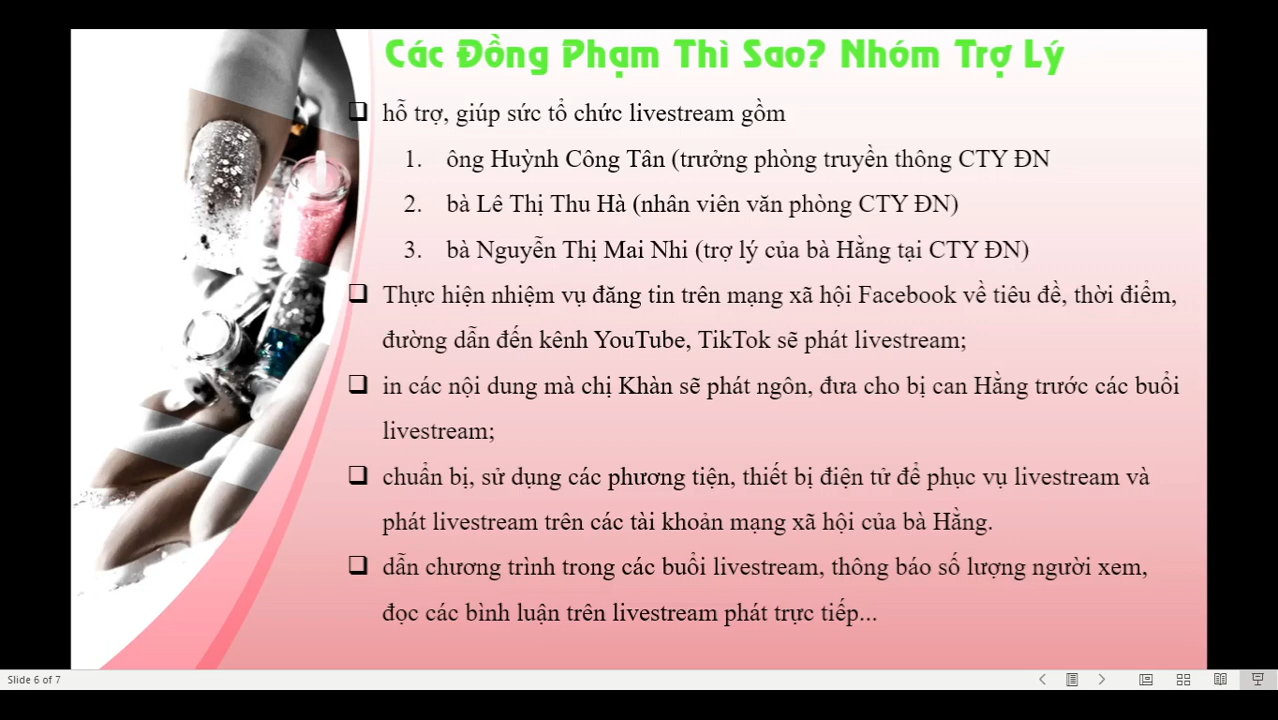 Các Đồng Phạm Thì Sao? Nhóm Trợ Lý
❑ hỗ trợ, giúp sức tổ chức livestream gồm
1. ông Huỳnh Công Tân (trưởng phòng truyền thông CTY ĐN
2. bà Lê Thị Thu Hà (nhân viên văn phòng CTY ĐN)
3. bà Nguyễn Thị Mai Nhi (trợ lý của bà Hằng tại CTY ĐN)
❑ Thực hiện nhiệm vụ đăng tin trên mạng xã hội Facebook về tiêu đề, thời điểm,
đường dẫn đến kênh YouTube, TikTok sẽ phát livestream;
❑ in các nội dung mà chị Khàn sẽ phát ngôn, đưa cho bị can Hằng trước các buổi
livestream;
❑ chuẩn bị, sử dụng các phương tiện, thiết bị điện tử để phục vụ livestream và
phát livestream trên các tài khoản mạng xã hội của bà Hằng.
❑ dẫn chương trình trong các buổi livestream, thông báo số lượng người xem,
đọc các bình luận trên livestream phát trực tiếp...
Slide 6 of 7